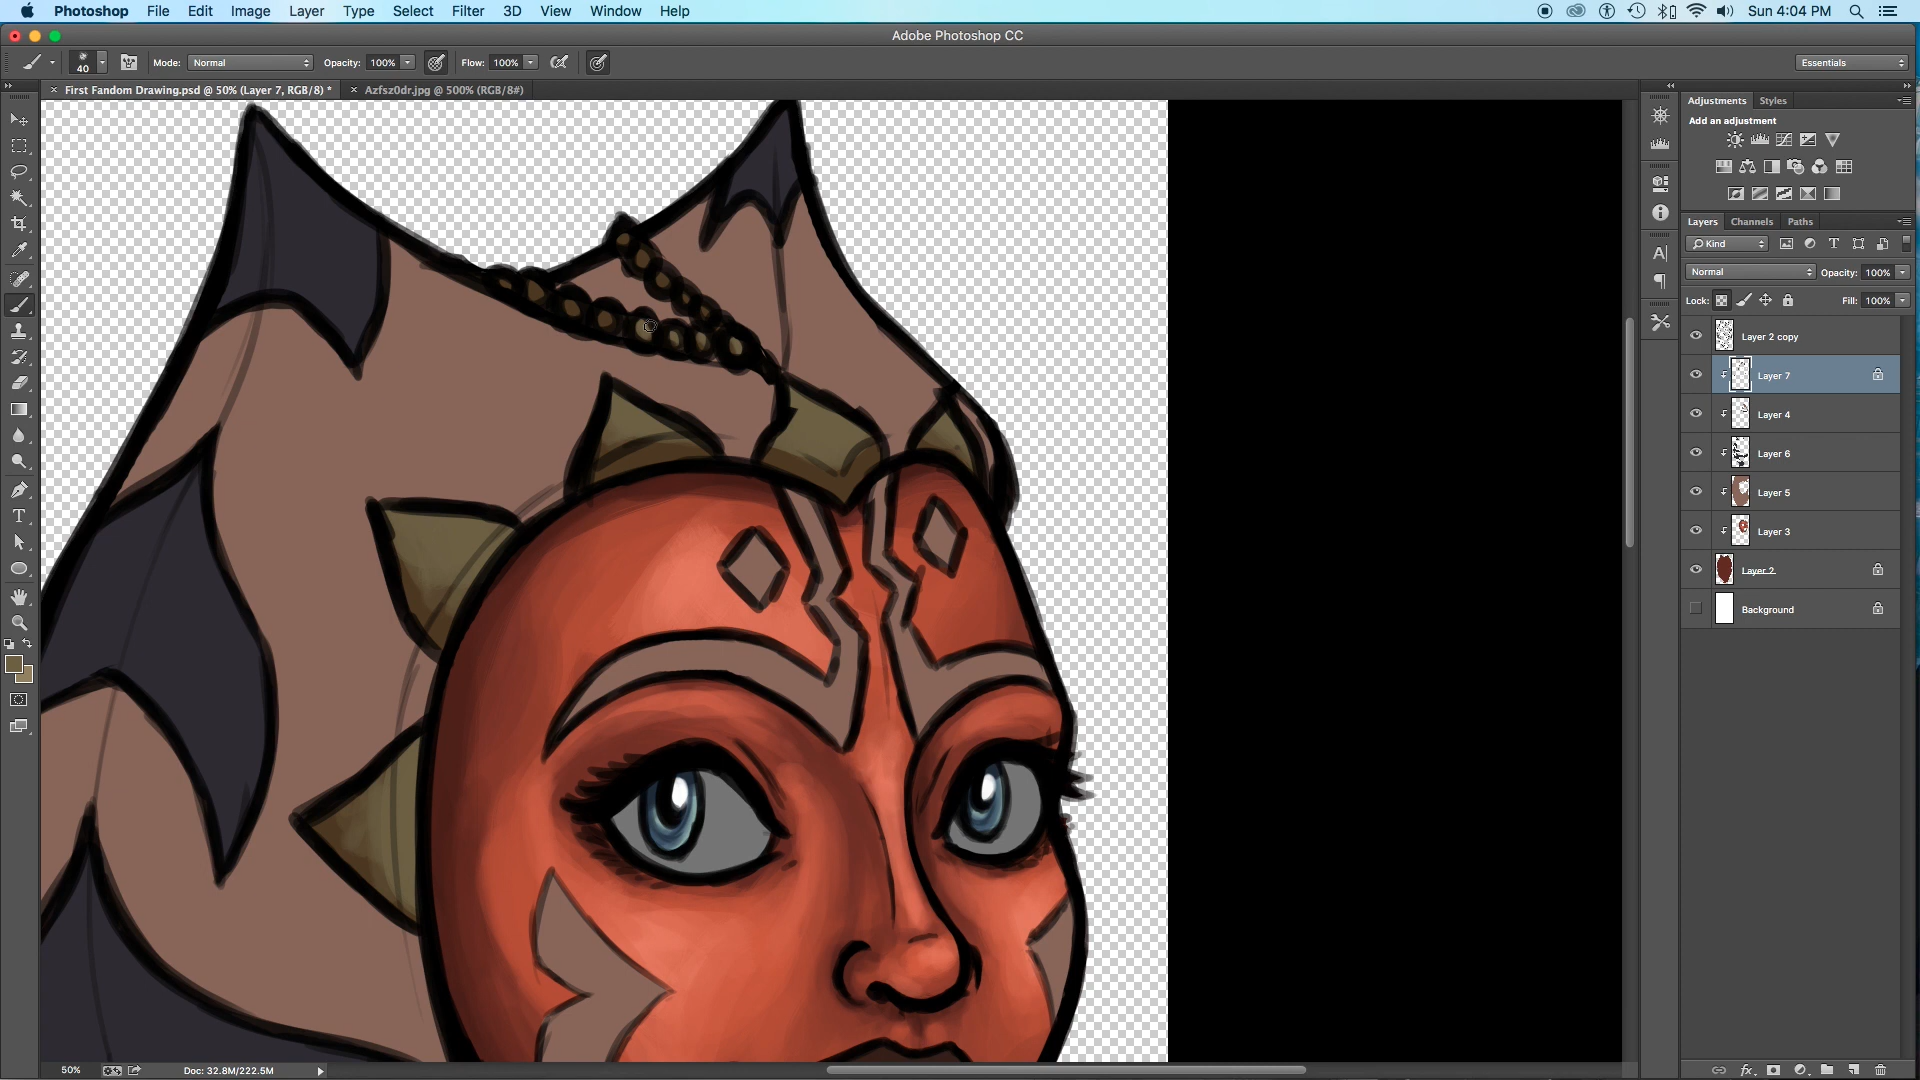 Photoshop File Edit Image Layer Type Select Filter 3D View Window Help Sun 4:04 PM
Adobe Photoshop CC
40 Mode: Normal Opacity: 100% Flow: 100% Essentials
First Fandom Drawing.psd @ 50% (Layer 7, RGB/8) * Azfsz0dr.jpg @ 500% (RGB/8#)
Adjustments Styles
Add an adjustment
Layers Channels Paths
Kind
Normal Opacity: 100%
Lock: Fill: 100%
Layer 2 copy
Layer 7
Layer 4
Layer 6
Layer 5
Layer 3
Layer 2
Background
50% Doc: 32.8M/222.5M